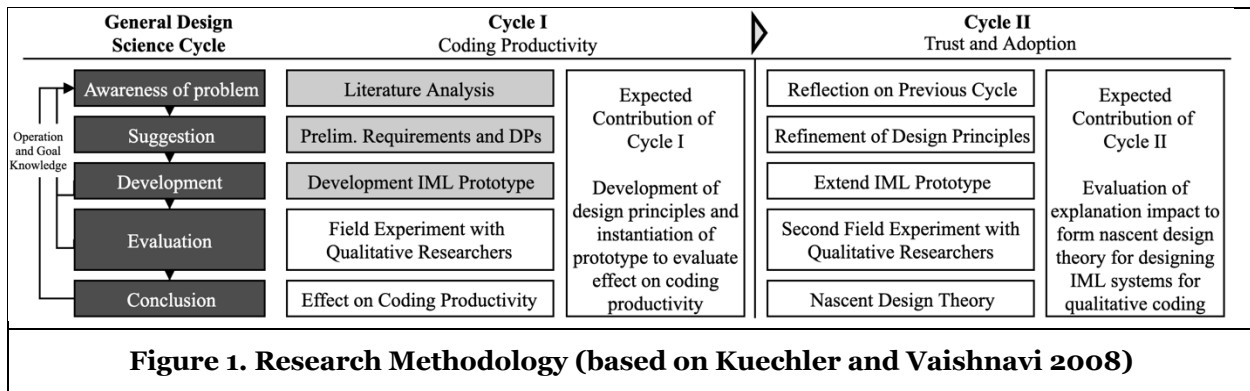 General Design
Science Cycle
Cycle I
Coding Productivity
Cycle II
Trust and Adoption
Operation
and Goal
Knowledge
Awareness of problem
Suggestion
Development
Evaluation
Conclusion
Literature Analysis
Prelim. Requirements and DPs
Development IML Prototype
Field Experiment with
Qualitative Researchers
Effect on Coding Productivity
Expected
Contribution of
Cycle I
Development of
design principles and
instantiation of
prototype to evaluate
effect on coding
productivity
Reflection on Previous Cycle
Refinement of Design Principles
Extend IML Prototype
Second Field Experiment with
Qualitative Researchers
Nascent Design Theory
Expected
Contribution of
Cycle II
Evaluation of
explanation impact to
form nascent design
theory for designing
IML systems for
qualitative coding
Figure 1. Research Methodology (based on Kuechler and Vaishnavi 2008)